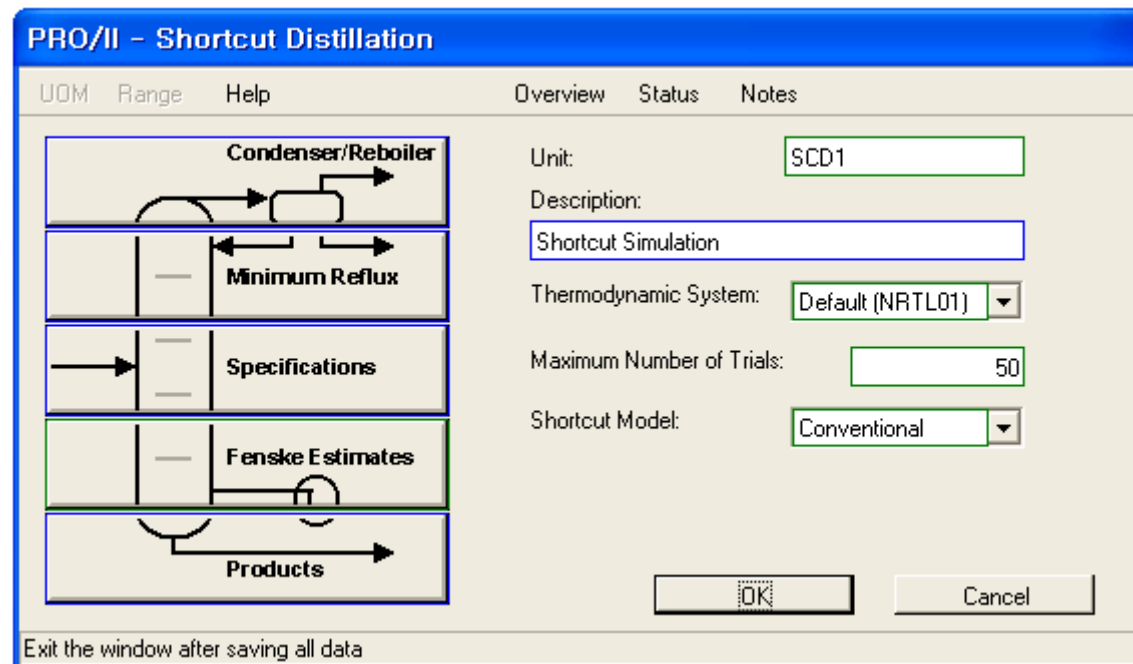 PRO/II - Shortcut Distillation
UOM Range Help Overview Status Notes
Condenser/Reboiler
Minimum Reflux
Specifications
Fenske Estimates
Products
Unit: SCD1
Description:
Shortcut Simulation
Thermodynamic System: Default (NRTL01)
Maximum Number of Trials: 50
Shortcut Model: Conventional
OK Cancel
Exit the window after saving all data